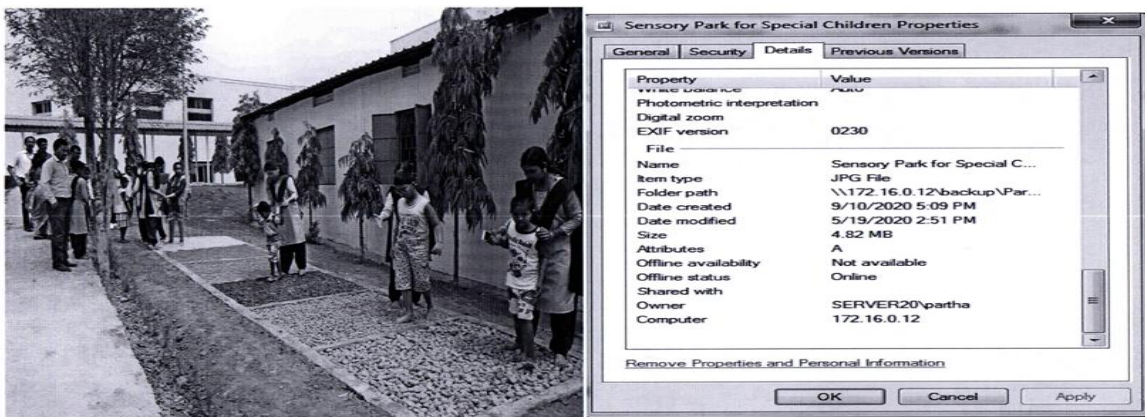 Sensory Park for Special Children Properties
General Security Details Previous Versions
Property Value
White balance Auto
Photometric interpretation
Digital zoom
EXIF version 0230
File
Name Sensory Park for Special C...
Item type JPG File
Folder path \\172.16.0.12\backup\Par...
Date created 9/10/2020 5:09 PM
Date modified 5/19/2020 2:51 PM
Size 4.82 MB
Attributes A
Offline availability Not available
Offline status Online
Shared with
Owner SERVER20\partha
Computer 172.16.0.12
Remove Properties and Personal Information
OK Cancel Apply